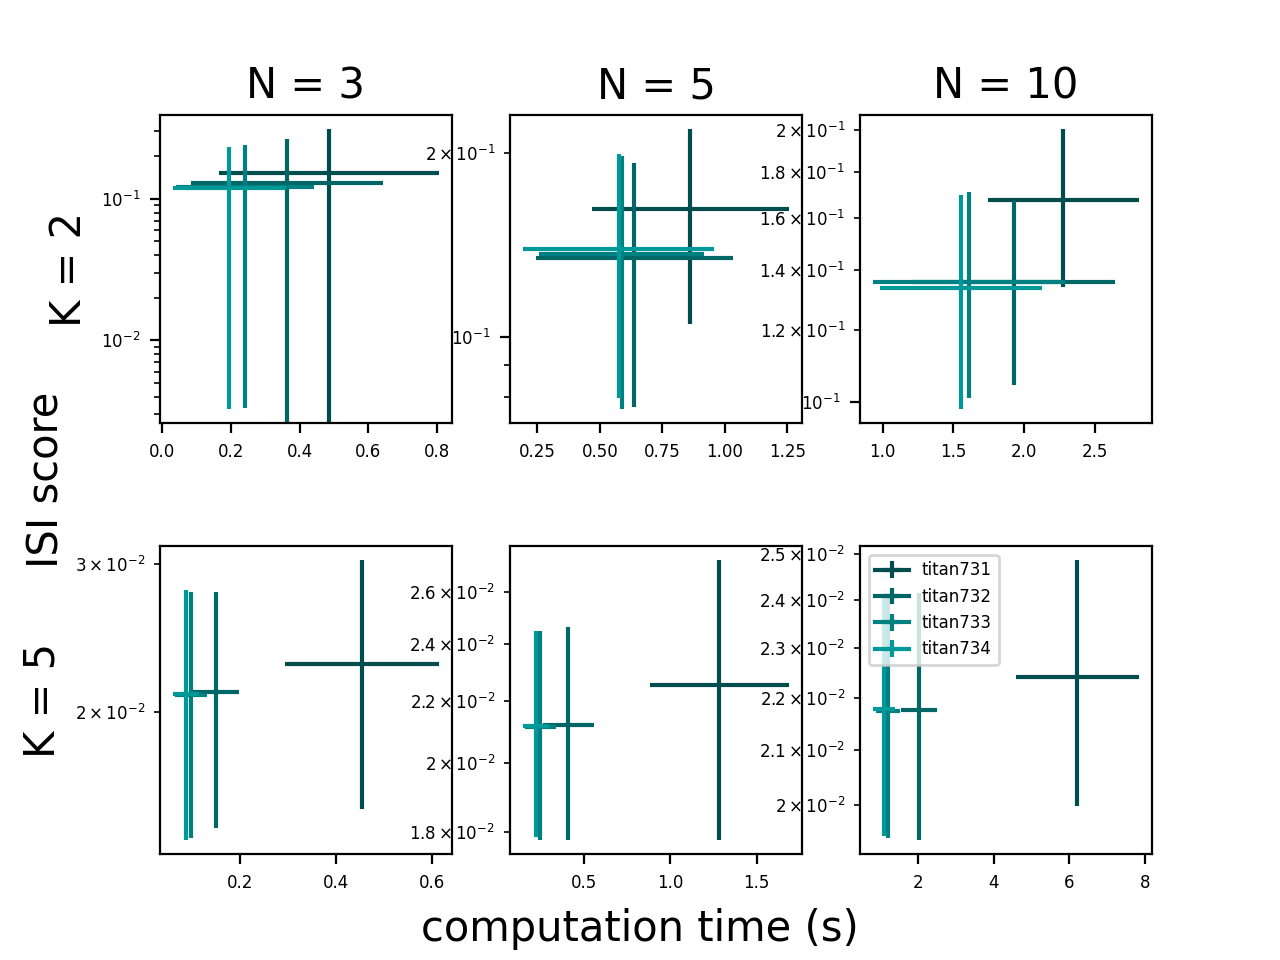 N = 3
N = 5
N = 10
K = 2
10⁻¹
10⁻²
0.0 0.2 0.4 0.6 0.8
2×10⁻¹
10⁻¹
0.25 0.50 0.75 1.00 1.25
2×10⁻¹
1.8×10⁻¹
1.6×10⁻¹
1.4×10⁻¹
1.2×10⁻¹
10⁻¹
1.0 1.5 2.0 2.5
ISI score
K = 5
3×10⁻²
2×10⁻²
0.2 0.4 0.6
2.6×10⁻²
2.4×10⁻²
2.2×10⁻²
2×10⁻²
1.8×10⁻²
0.5 1.0 1.5
2.5×10⁻²
2.4×10⁻²
2.3×10⁻²
2.2×10⁻²
2.1×10⁻²
2×10⁻²
titan731
titan732
titan733
titan734
2 4 6 8
computation time (s)